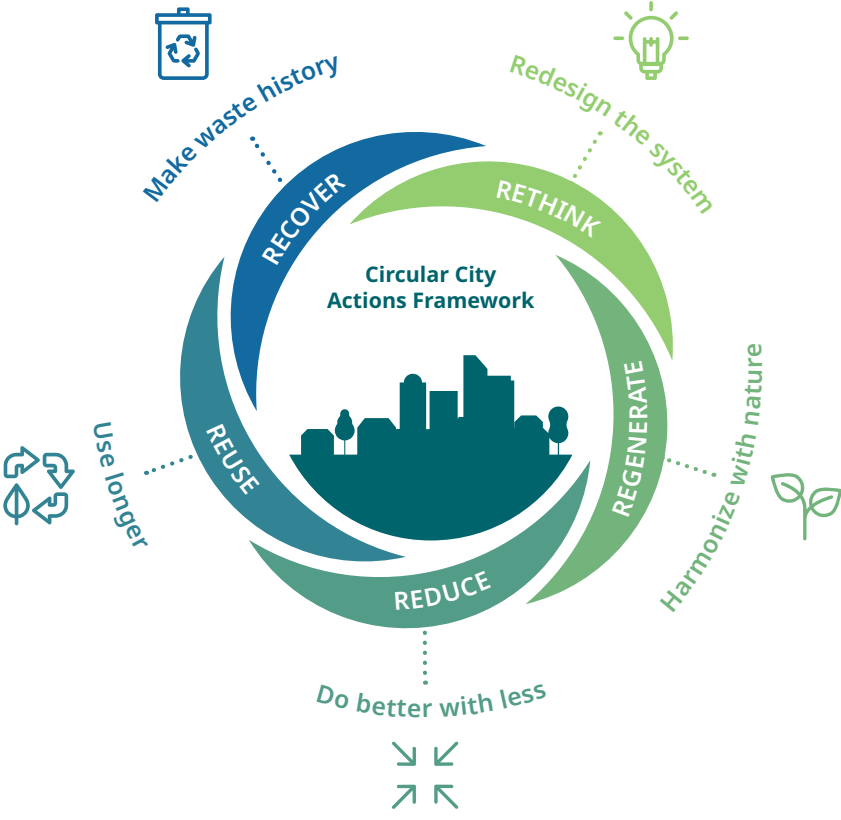 Circular City
Actions Framework
RETHINK
Redesign the system
REGENERATE
Harmonize with nature
REDUCE
Do better with less
REUSE
Use longer
RECOVER
Make waste history